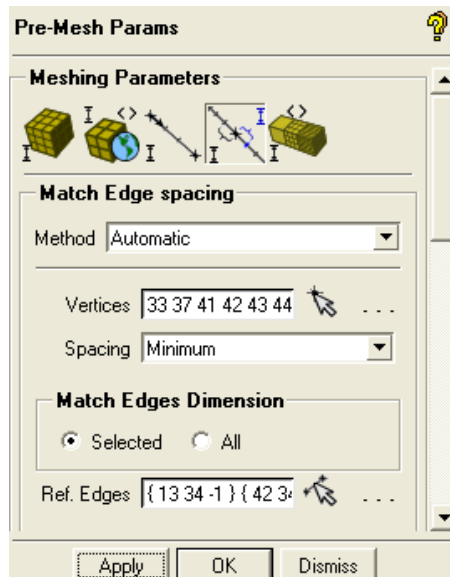 Pre-Mesh Params
Meshing Parameters
Match Edge spacing
Method Automatic
Vertices 33 37 41 42 43 44 ...
Spacing Minimum
Match Edges Dimension
Selected All
Ref. Edges { 13 34 -1 } { 42 34 ...
Apply OK Dismiss